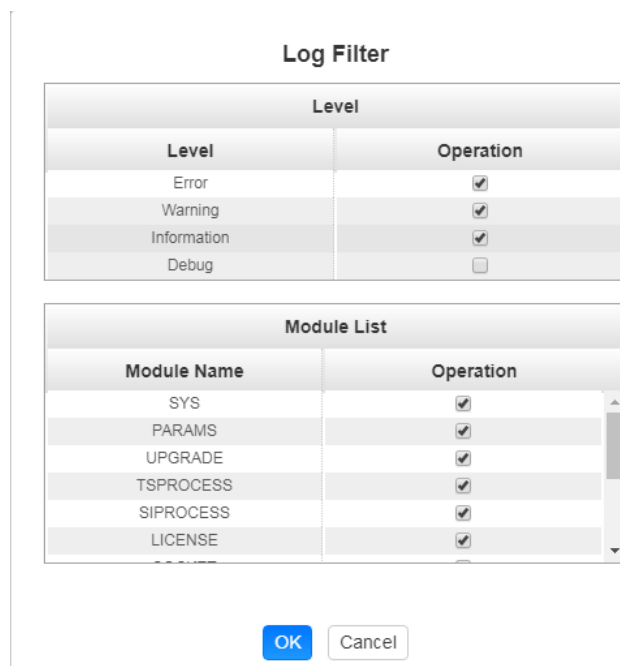 Log Filter
Level
Level Operation
Error
Warning
Information
Debug
Module List
Module Name Operation
SYS
PARAMS
UPGRADE
TSPROCESS
SIPROCESS
LICENSE
OK Cancel